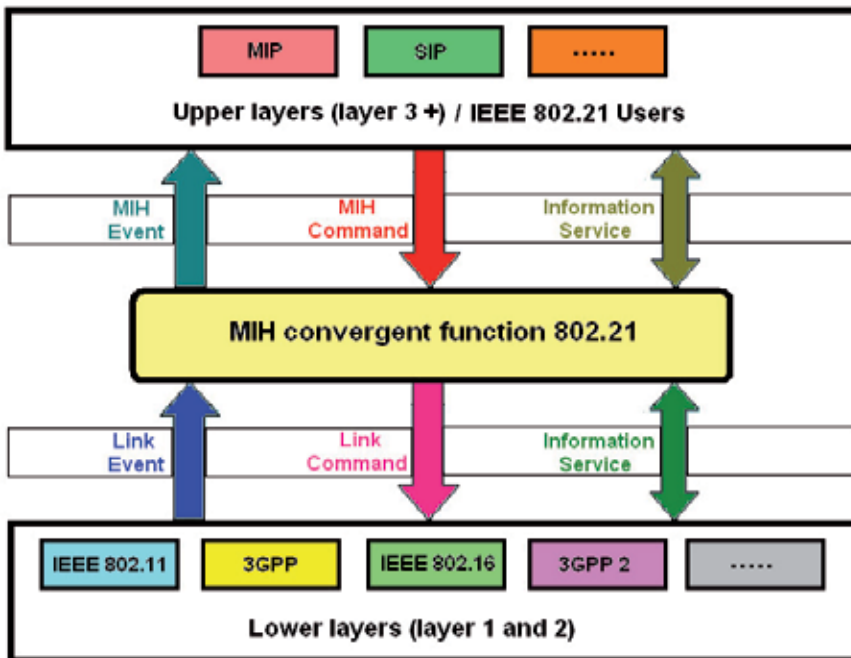 MIP SIP .....
Upper layers (layer 3 +) / IEEE 802.21 Users
MIH Event
MIH Command
Information Service
MIH convergent function 802.21
Link Event
Link Command
Information Service
IEEE 802.11 3GPP IEEE 802.16 3GPP 2 .....
Lower layers (layer 1 and 2)